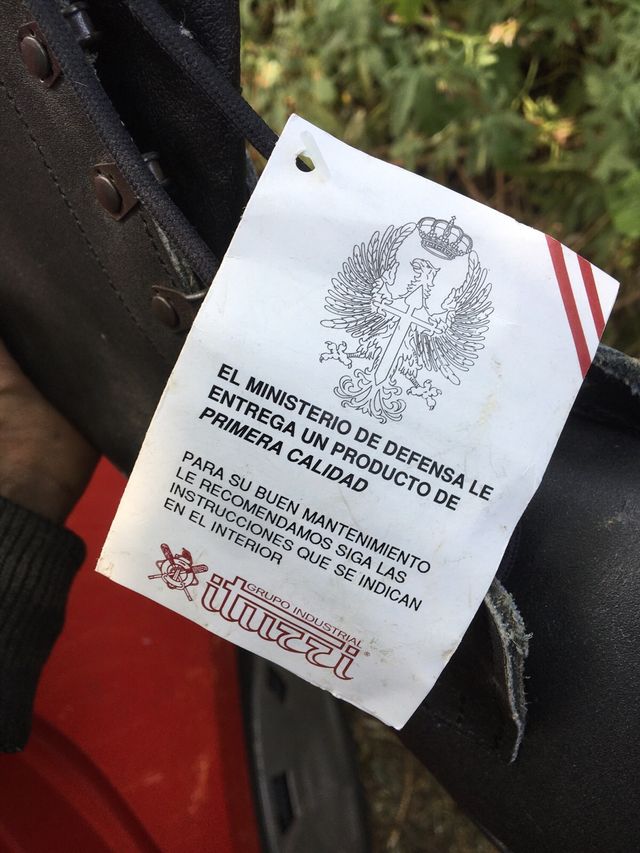 EL MINISTERIO DE DEFENSA LE
ENTREGA UN PRODUCTO DE
PRIMERA CALIDAD
PARA SU BUEN MANTENIMIENTO
LE RECOMENDAMOS SIGA LAS
INSTRUCCIONES QUE SE INDICAN
EN EL INTERIOR
GRUPO INDUSTRIAL
iturri